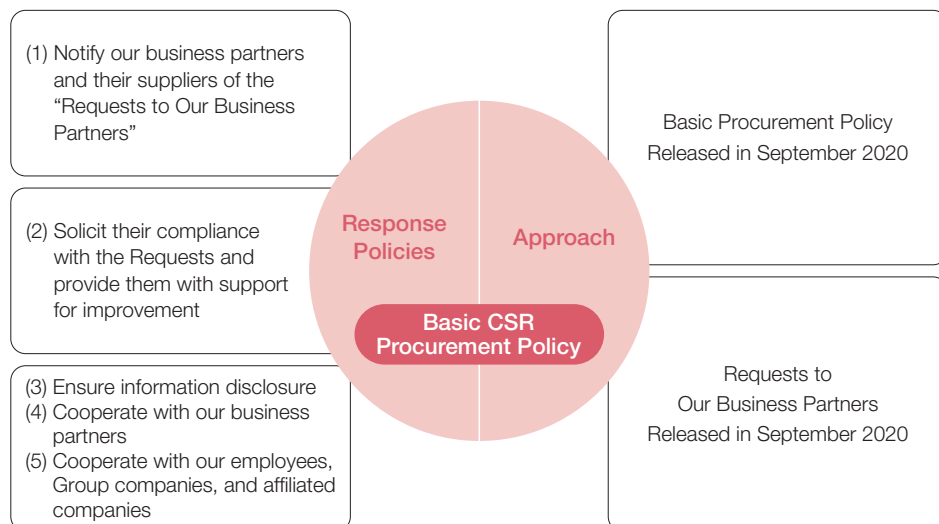 (1) Notify our business partners
and their suppliers of the
“Requests to Our Business
Partners”
(2) Solicit their compliance
with the Requests and
provide them with support
for improvement
(3) Ensure information disclosure
(4) Cooperate with our business
partners
(5) Cooperate with our employees,
Group companies, and affiliated
companies
Response
Policies
Approach
Basic CSR
Procurement Policy
Basic Procurement Policy
Released in September 2020
Requests to
Our Business Partners
Released in September 2020